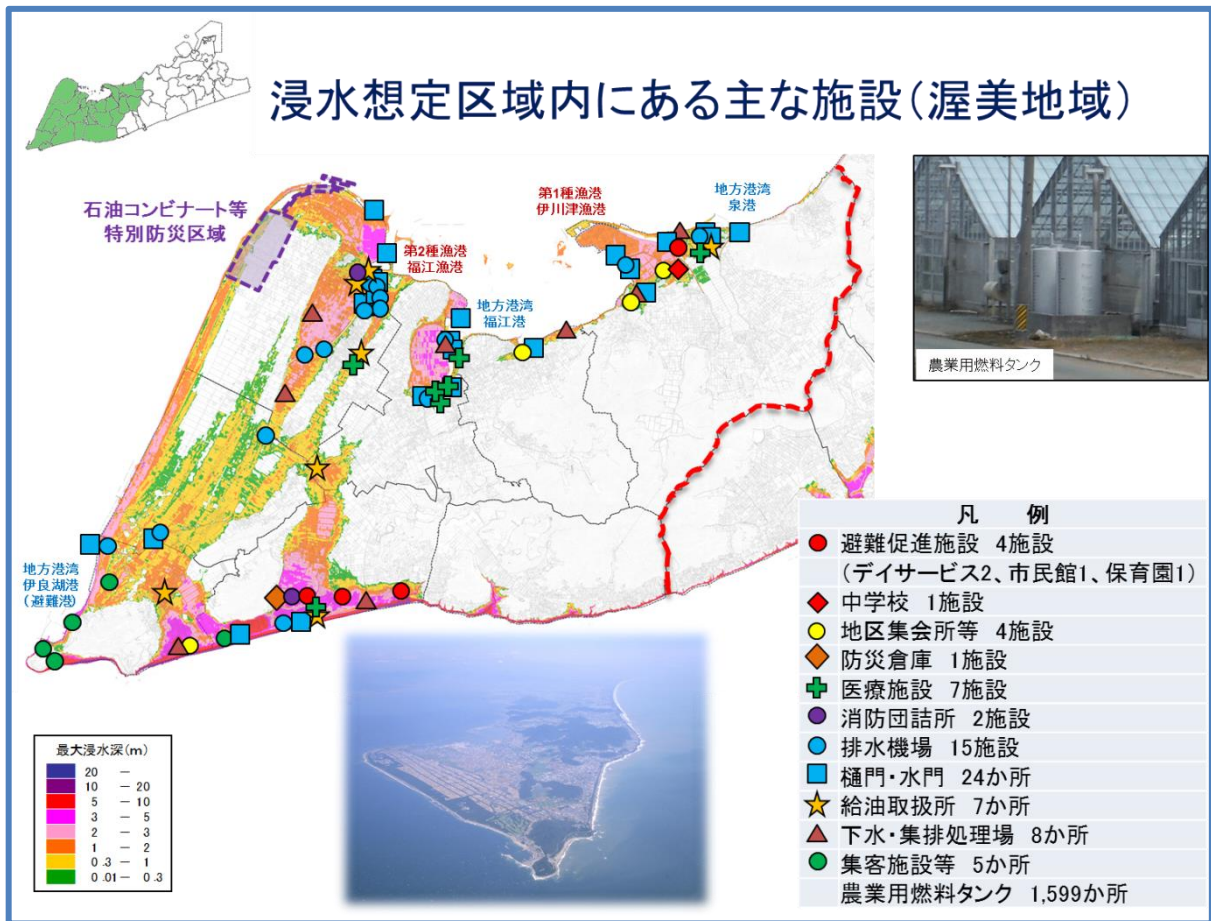 浸水想定区域内にある主な施設(渥美地域)
石油コンビナート等
特別防災区域
第2種漁港
福江漁港
地方港湾
福江港
第1種漁港
伊川津漁港
地方港湾
泉港
農業用燃料タンク
地方港湾
伊良湖港
(避難港)
最大浸水深(m)
20 －
10 － 20
5 － 10
3 － 5
2 － 3
1 － 2
0.3－ 1
0.01－ 0.3
凡 例
避難促進施設 4施設
(デイサービス2、市民館1、保育園1)
中学校 1施設
地区集会所等 4施設
防災倉庫 1施設
医療施設 7施設
消防団詰所 2施設
排水機場 15施設
樋門・水門 24か所
給油取扱所 7か所
下水・集排処理場 8か所
集客施設等 5か所
農業用燃料タンク 1,599か所